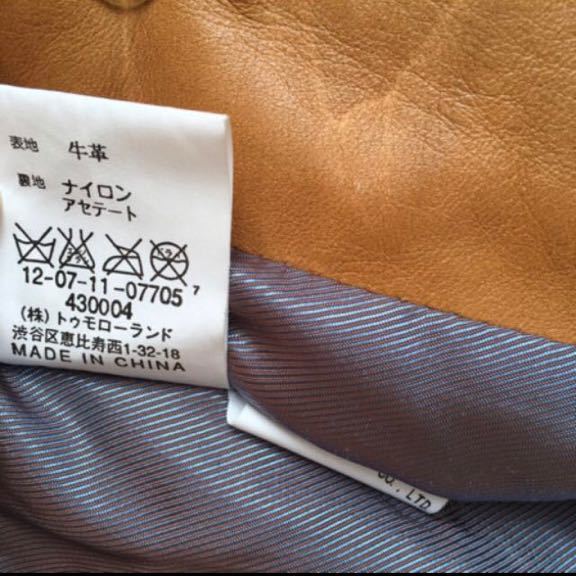 表地 牛革
裏地 ナイロン
アセテート
12-07-11-07705 7
430004
(株)トゥモローランド
渋谷区恵比寿西1-32-18
MADE IN CHINA
CO., LTD